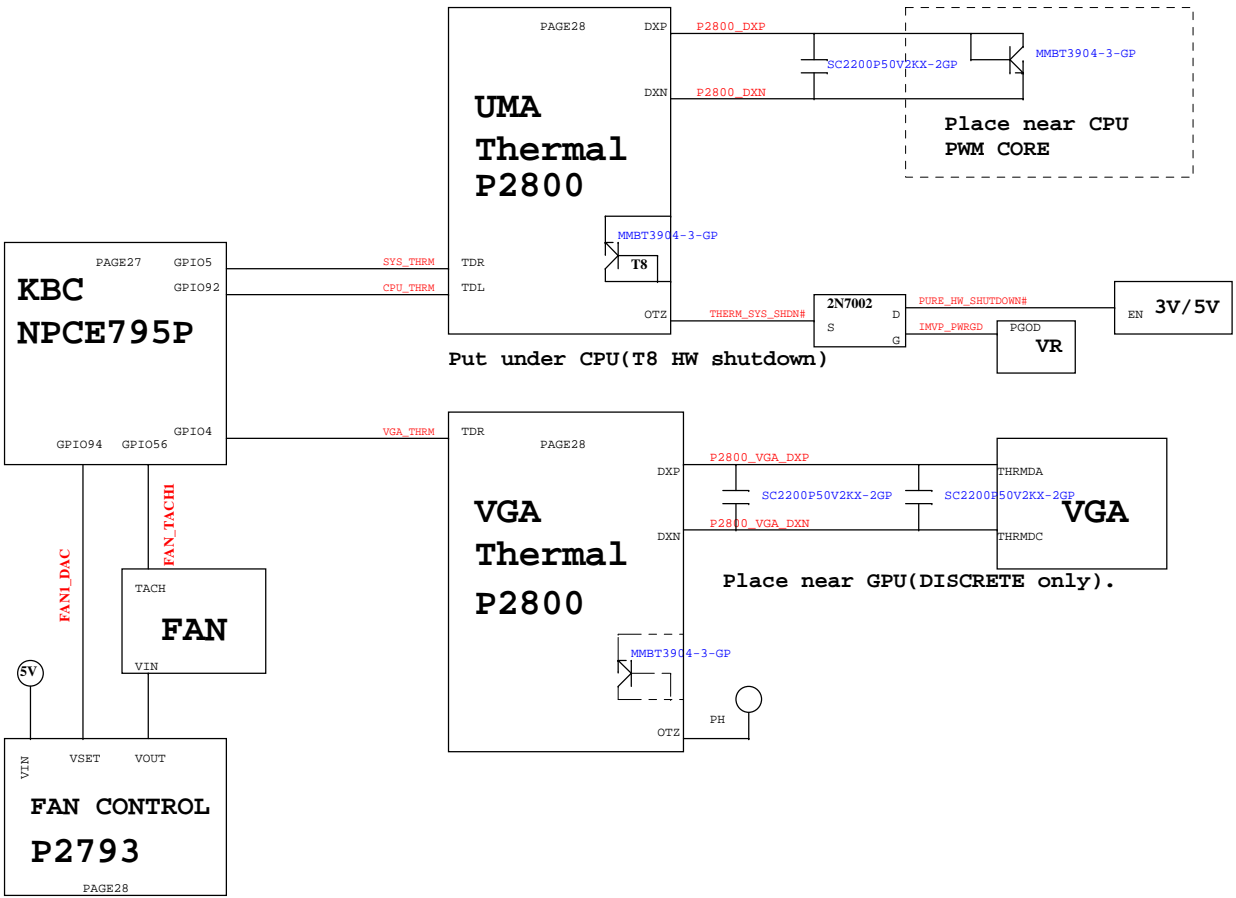 PAGE28
DXP
P2800_DXP
SC2200P50V2KX-2GP
MMBT3904-3-GP
DXN
P2800_DXN
UMA
Thermal
P2800
Place near CPU
PWM CORE
MMBT3904-3-GP
T8
KBC
NPCE795P
PAGE27
GPIO5
SYS_THRM
TDR
GPIO92
CPU_THRM
TDL
OTZ
THERM_SYS_SHDN#
2N7002
S
D
G
PURE_HW_SHUTDOWN#
IMVP_PWRGD
EN
3V/5V
PGOD
VR
Put under CPU(T8 HW shutdown)
GPIO4
VGA_THRM
TDR
GPIO94
GPIO56
PAGE28
DXP
P2800_VGA_DXP
SC2200P50V2KX-2GP
SC2200P50V2KX-2GP
THRMDA
VGA
THRMDC
DXN
P2800_VGA_DXN
VGA
Thermal
P2800
Place near GPU(DISCRETE only).
MMBT3904-3-GP
OTZ
PH
FAN1_DAC
FAN_TACH1
TACH
FAN
VIN
5V
VIN
VSET
VOUT
FAN CONTROL
P2793
PAGE28